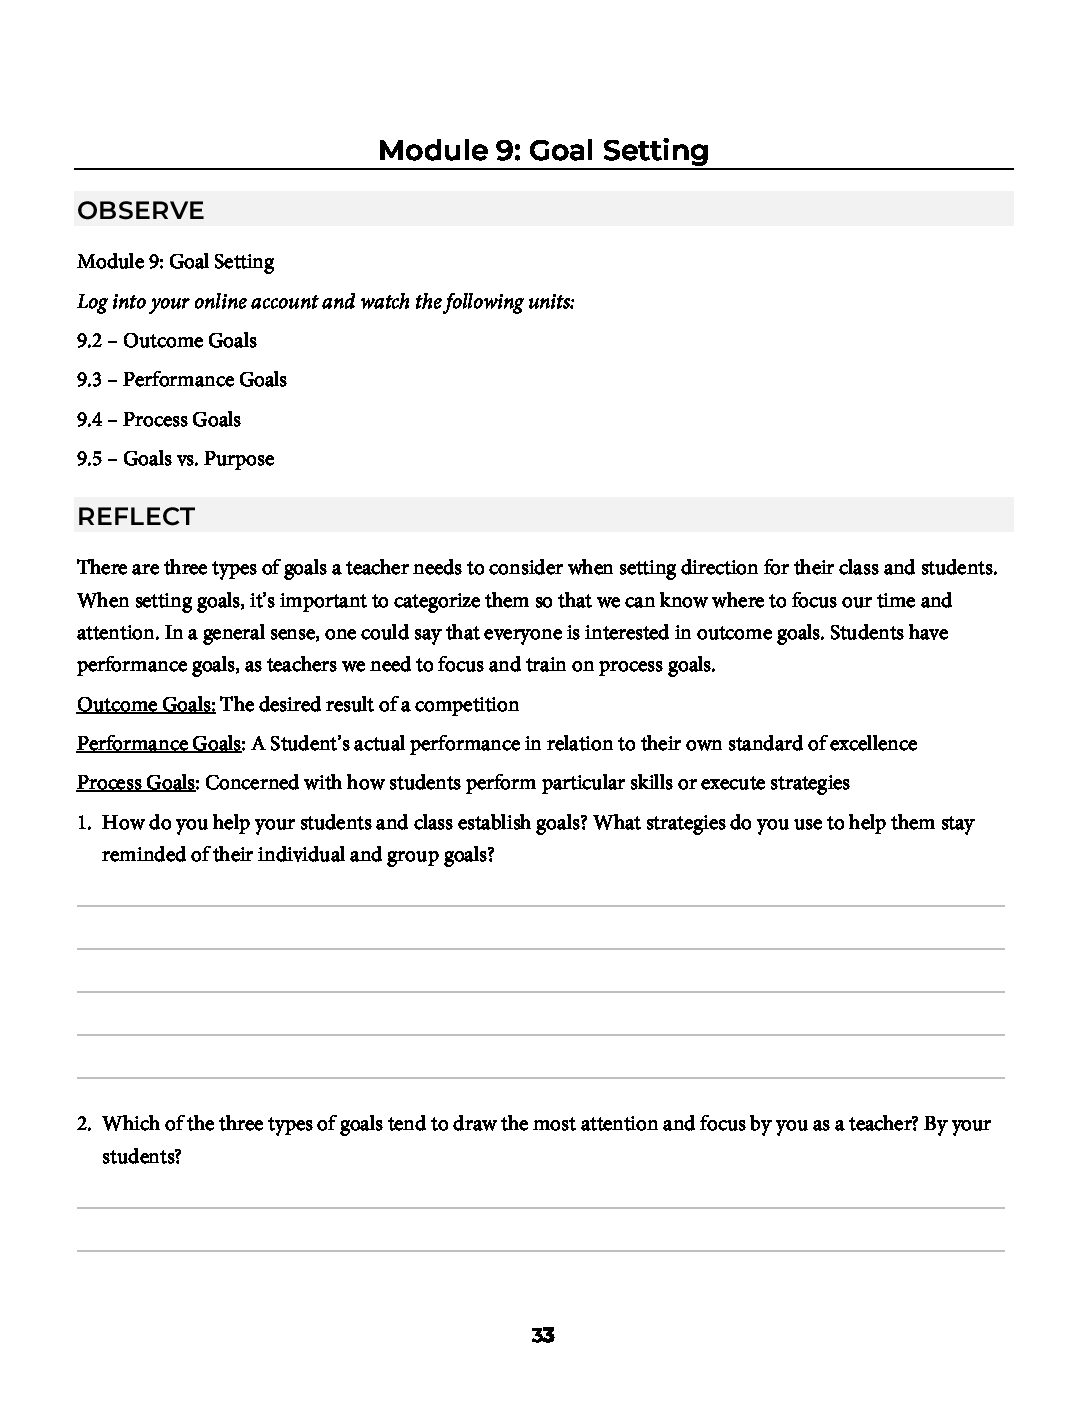 Module 9: Goal Setting
OBSERVE
Module 9: Goal Setting
Log into your online account and watch the following units:
9.2 – Outcome Goals
9.3 – Performance Goals
9.4 – Process Goals
9.5 – Goals vs. Purpose
REFLECT
There are three types of goals a teacher needs to consider when setting direction for their class and students.
When setting goals, it’s important to categorize them so that we can know where to focus our time and
attention. In a general sense, one could say that everyone is interested in outcome goals. Students have
performance goals, as teachers we need to focus and train on process goals.
Outcome Goals: The desired result of a competition
Performance Goals: A Student’s actual performance in relation to their own standard of excellence
Process Goals: Concerned with how students perform particular skills or execute strategies
1. How do you help your students and class establish goals? What strategies do you use to help them stay
reminded of their individual and group goals?
2. Which of the three types of goals tend to draw the most attention and focus by you as a teacher? By your
students?
33